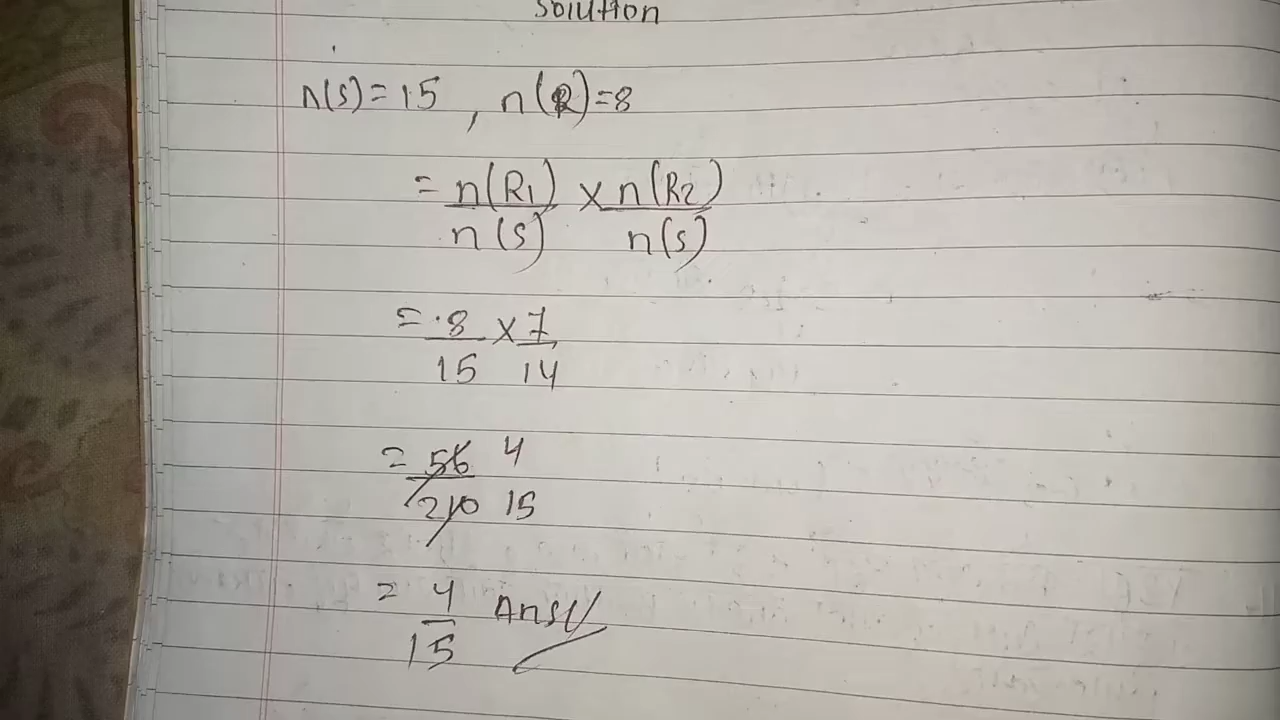 Solution
n(S) = 15 , n(R) = 8
= n(R1) × n(R2)
n(S) n(S)
= 8 × 7
15 14
= 56 4
210 15
= 4 Ans
15